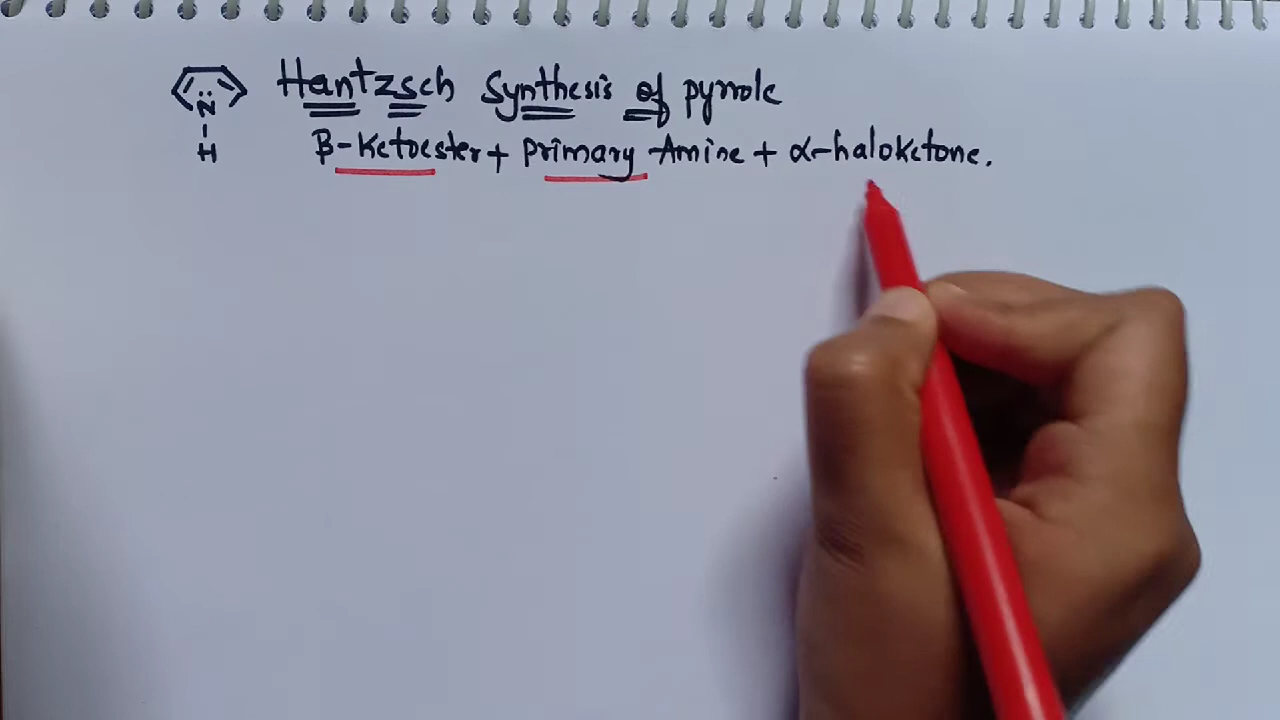 Hantzsch Synthesis of pyrrole
N
H
β-Ketoester + primary Amine + α-haloketone.